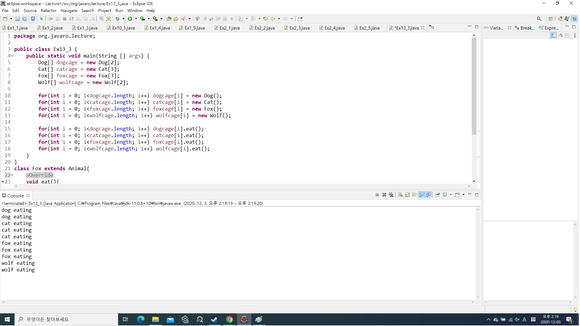 eclipse-workspace - Lecture1/src/org/javaro/lecture/Ex13_3.java - Eclipse IDE
File Edit Source Refactor Navigate Search Project Run Window Help
Ex1_1.java Ex1_2.java Ex1_3.java Ex10_1.java Ex1_4.java Ex1_9.java Ex2_1.java Ex2_2.java Ex2_3.java Ex2_4.java Ex2_5.java *Ex13_3.java
Varia... Break... Expre...
1 package org.javaro.lecture;
2
3 public class Ex13_3 {
4 public static void main(String [] args) {
5 Dog[] dogcage = new Dog[2];
6 Cat[] catcage = new Cat[3];
7 Fox[] foxcage = new Fox[3];
8 Wolf[] wolfcage = new Wolf[2];
9
10 for(int i = 0; i<dogcage.length; i++) dogcage[i] = new Dog();
11 for(int i = 0; i<catcage.length; i++) catcage[i] = new Cat();
12 for(int i = 0; i<foxcage.length; i++) foxcage[i] = new Fox();
13 for(int i = 0; i<wolfcage.length; i++) wolfcage[i] = new Wolf();
14
15 for(int i = 0; i<dogcage.length; i++) dogcage[i].eat();
16 for(int i = 0; i<catcage.length; i++) catcage[i].eat();
17 for(int i = 0; i<foxcage.length; i++) foxcage[i].eat();
18 for(int i = 0; i<wolfcage.length; i++) wolfcage[i].eat();
19 }
20 }
21 class Fox extends Animal{
22 @Override
23 void eat(){
Console
<terminated> Ex13_3 [Java Application] C:\Program Files\Java\jdk-11.0.8+10\bin\javaw.exe (2020. 12. 3. 오후 2:19:19 – 오후 2:19:20)
dog eating
dog eating
cat eating
cat eating
cat eating
fox eating
fox eating
fox eating
wolf eating
wolf eating
무엇이든 찾아보세요
A
오후 2:19
2020-12-03